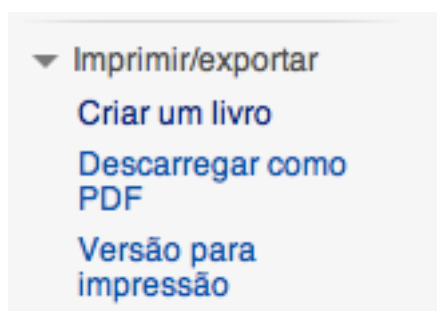 Imprimir/exportar
Criar um livro
Descarregar como
PDF
Versão para
impressão